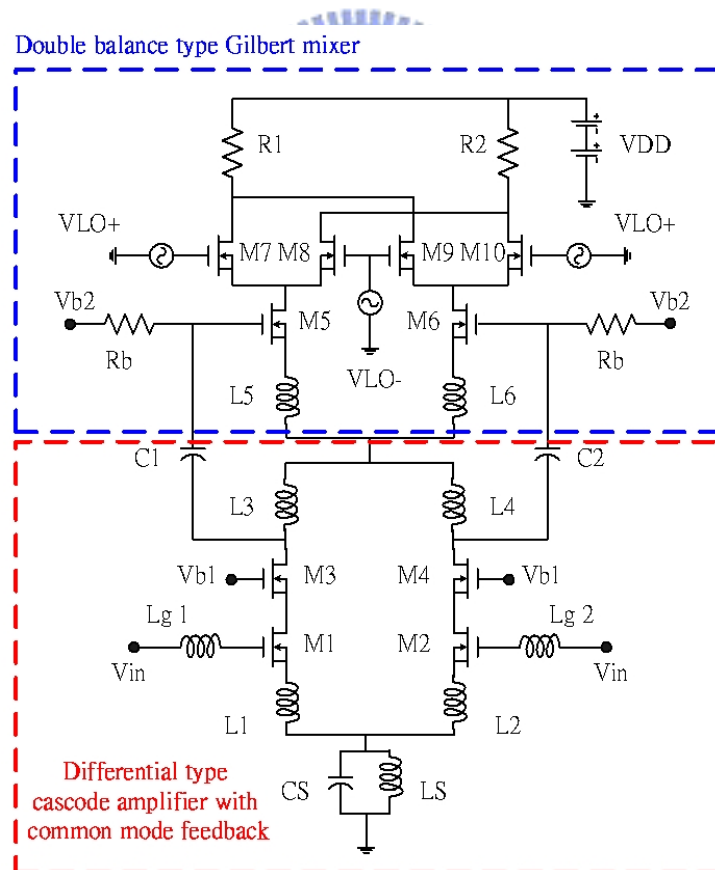 Double balance type Gilbert mixer
R1
R2
VDD
VLO+
VLO+
M7
M8
M9
M10
Vb2
Vb2
M5
M6
Rb
Rb
VLO-
L5
L6
C1
C2
L3
L4
Vb1
M3
M4
Vb1
Lg 1
Lg 2
M1
M2
Vin
Vin
L1
L2
Differential type
cascode amplifier with
common mode feedback
CS
LS